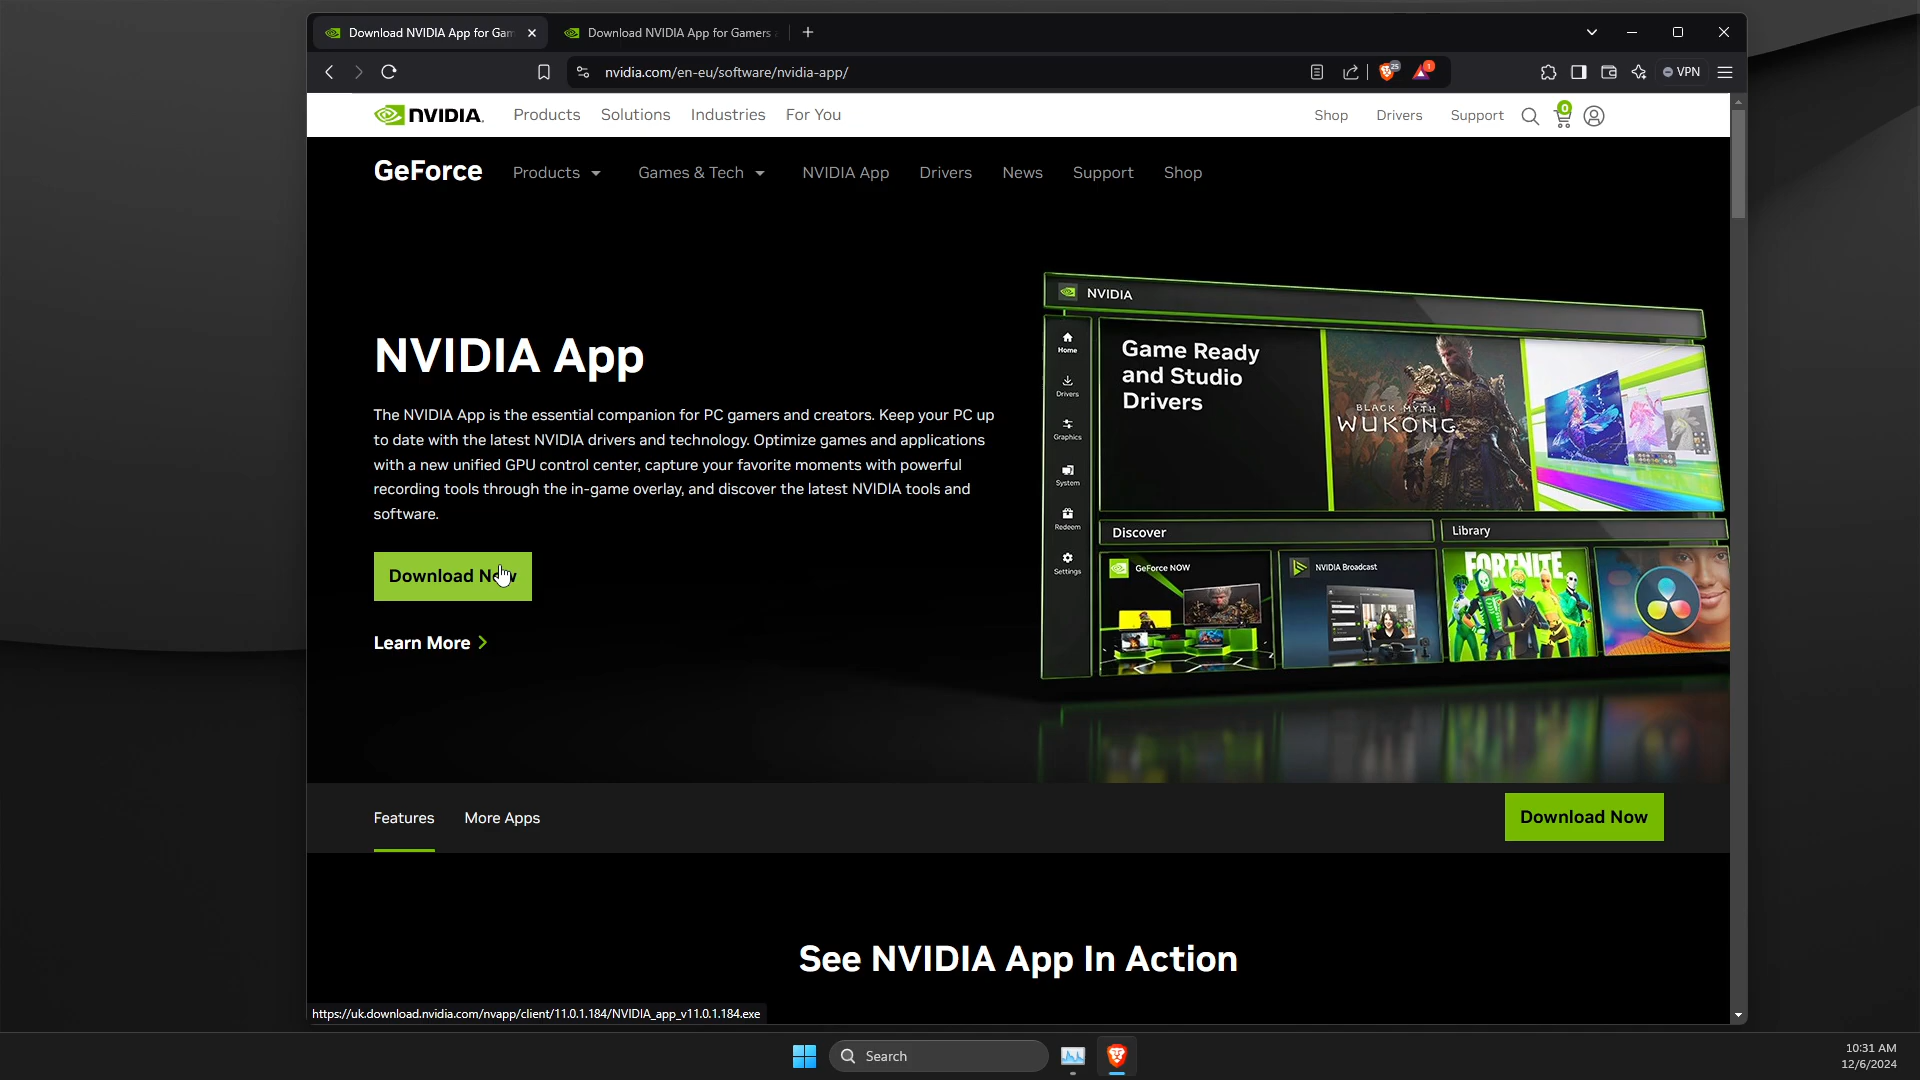 Download NVIDIA App for Gam
Download NVIDIA App for Gamers a
nvidia.com/en-eu/software/nvidia-app/
25
1
VPN
NVIDIA.
Products
Solutions
Industries
For You
Shop
Drivers
Support
0
GeForce
Products
Games & Tech
NVIDIA App
Drivers
News
Support
Shop
NVIDIA App
The NVIDIA App is the essential companion for PC gamers and creators. Keep your PC up
to date with the latest NVIDIA drivers and technology. Optimize games and applications
with a new unified GPU control center, capture your favorite moments with powerful
recording tools through the in-game overlay, and discover the latest NVIDIA tools and
software.
Download Now
Learn More
NVIDIA
Home
Drivers
Graphics
System
Redeem
Settings
Game Ready
and Studio
Drivers
BLACK MYTH
WUKONG
Discover
Library
GeForce NOW
NVIDIA Broadcast
FORTNITE
Features
More Apps
Download Now
See NVIDIA App In Action
https://uk.download.nvidia.com/nvapp/client/11.0.1.184/NVIDIA_app_v11.0.1.184.exe
Search
10:31 AM
12/6/2024